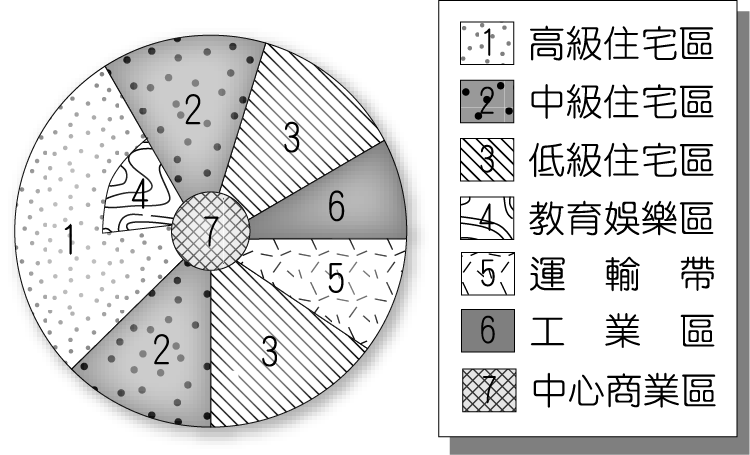 2
3
4
6
7
1
5
2
3
1 高級住宅區
2 中級住宅區
3 低級住宅區
4 教育娛樂區
5 運輸帶
6 工業區
7 中心商業區